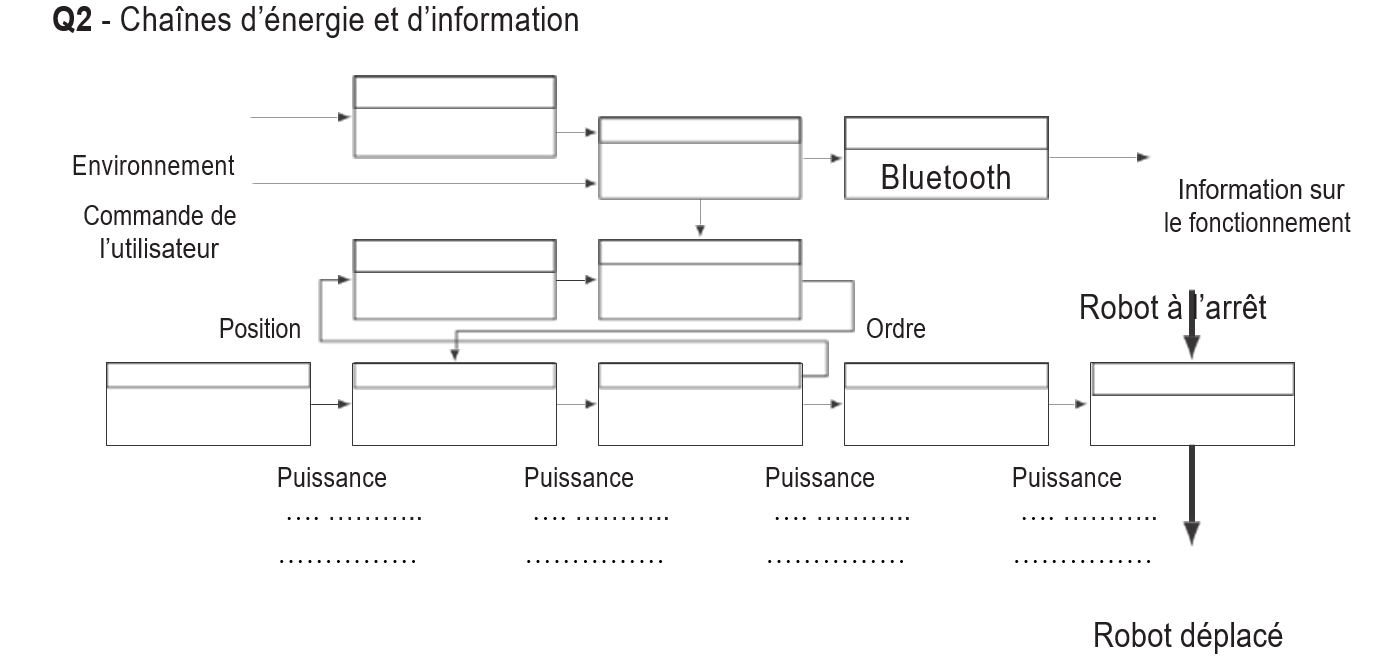 Q2 - Chaînes d’énergie et d’information
Environnement
Bluetooth
Information sur
le fonctionnement
Commande de
l’utilisateur
Position
Ordre
Robot à l’arrêt
Puissance
.... ...........
...............
Puissance
.... ...........
...............
Puissance
.... ...........
...............
Puissance
.... ...........
...............
Robot déplacé